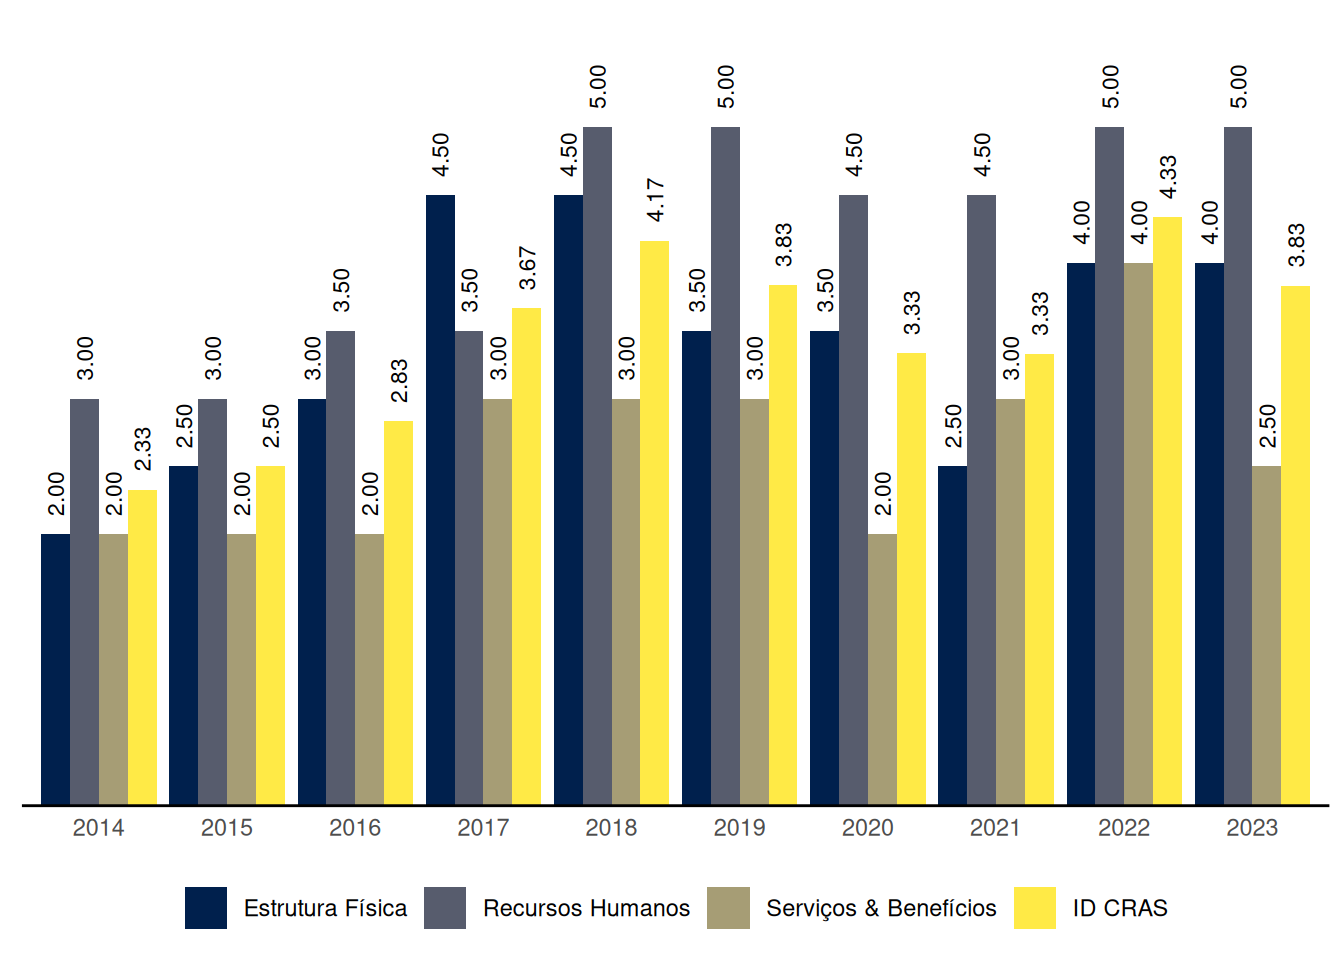 2.00 3.00 2.00 2.33
2.50 3.00 2.00 2.50
3.00 3.50 2.00 2.83
4.50 3.50 3.00 3.67
4.50 5.00 3.00 4.17
3.50 5.00 3.00 3.83
3.50 4.50 2.00 3.33
2.50 4.50 3.00 3.33
4.00 5.00 4.00 4.33
4.00 5.00 2.50 3.83
2014 2015 2016 2017 2018 2019 2020 2021 2022 2023
Estrutura Física Recursos Humanos Serviços & Benefícios ID CRAS